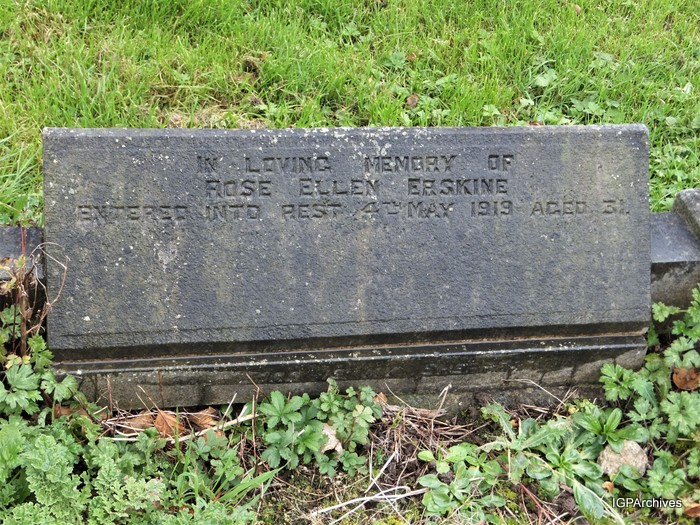 IN LOVING MEMORY OF
ROSE ELLEN ERSKINE
ENTERED INTO REST 4TH MAY 1919 AGED 31.
IGPArchives